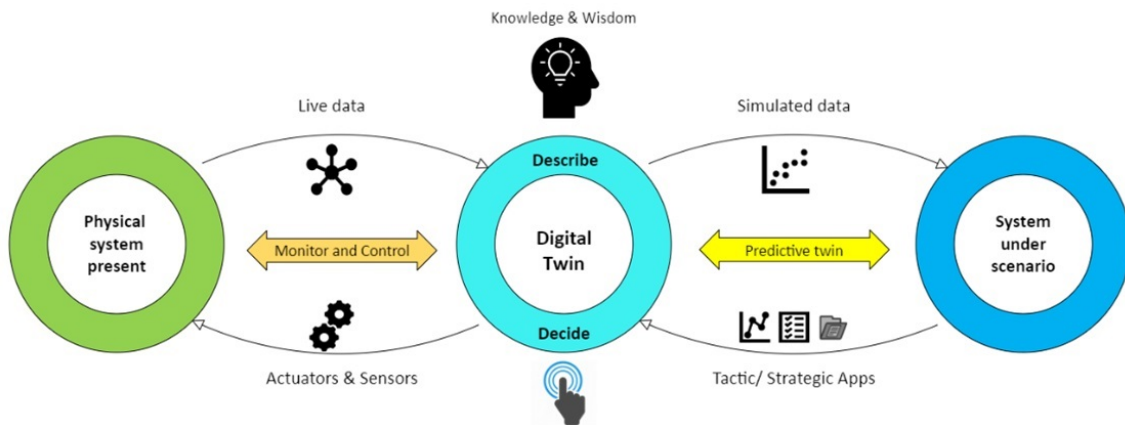 Knowledge & Wisdom
Live data
Simulated data
Describe
Physical
system
present
Monitor and Control
Digital
Twin
Predictive twin
System
under
scenario
Decide
Actuators & Sensors
Tactic/ Strategic Apps